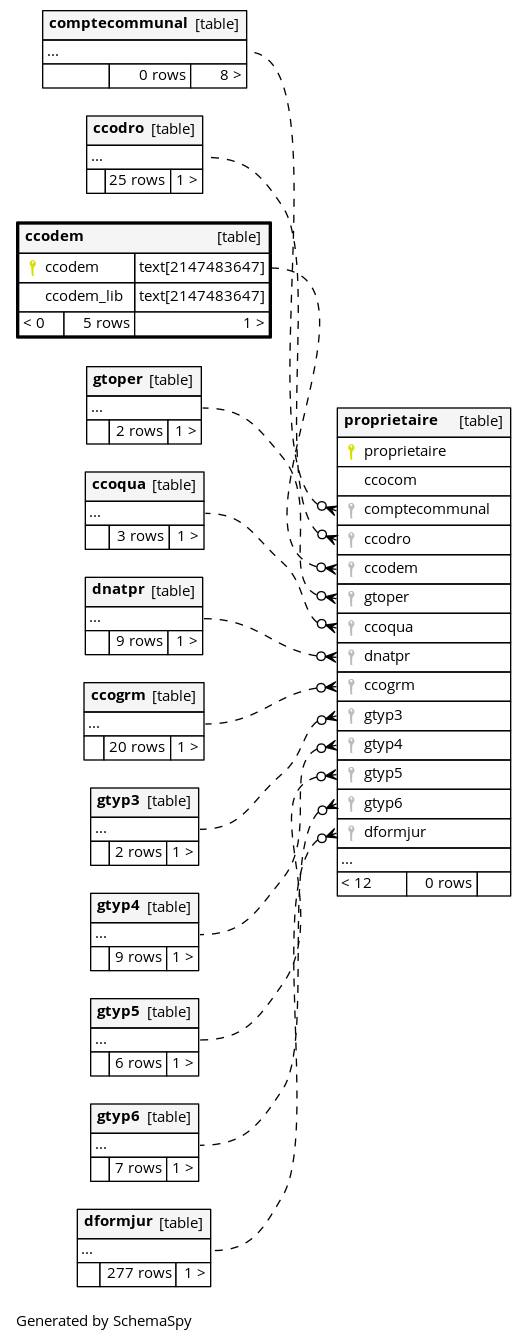 comptecommunal [table]
...
0 rows 8 >
ccodro [table]
...
25 rows 1 >
ccodem [table]
ccodem text[2147483647]
ccodem_lib text[2147483647]
< 0 5 rows 1 >
gtoper [table]
...
2 rows 1 >
ccoqua [table]
...
3 rows 1 >
dnatpr [table]
...
9 rows 1 >
ccogrm [table]
...
20 rows 1 >
gtyp3 [table]
...
2 rows 1 >
gtyp4 [table]
...
9 rows 1 >
gtyp5 [table]
...
6 rows 1 >
gtyp6 [table]
...
7 rows 1 >
dformjur [table]
...
277 rows 1 >
proprietaire [table]
proprietaire
ccocom
comptecommunal
ccodro
ccodem
gtoper
ccoqua
dnatpr
ccogrm
gtyp3
gtyp4
gtyp5
gtyp6
dformjur
...
< 12 0 rows
Generated by SchemaSpy